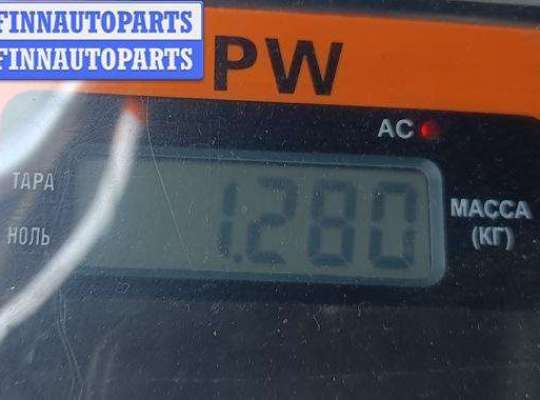 FINNAUTOPARTS
FINNAUTOPARTS
PW
AC
ТАРА
НОЛЬ
1.280
МАССА
(КГ)